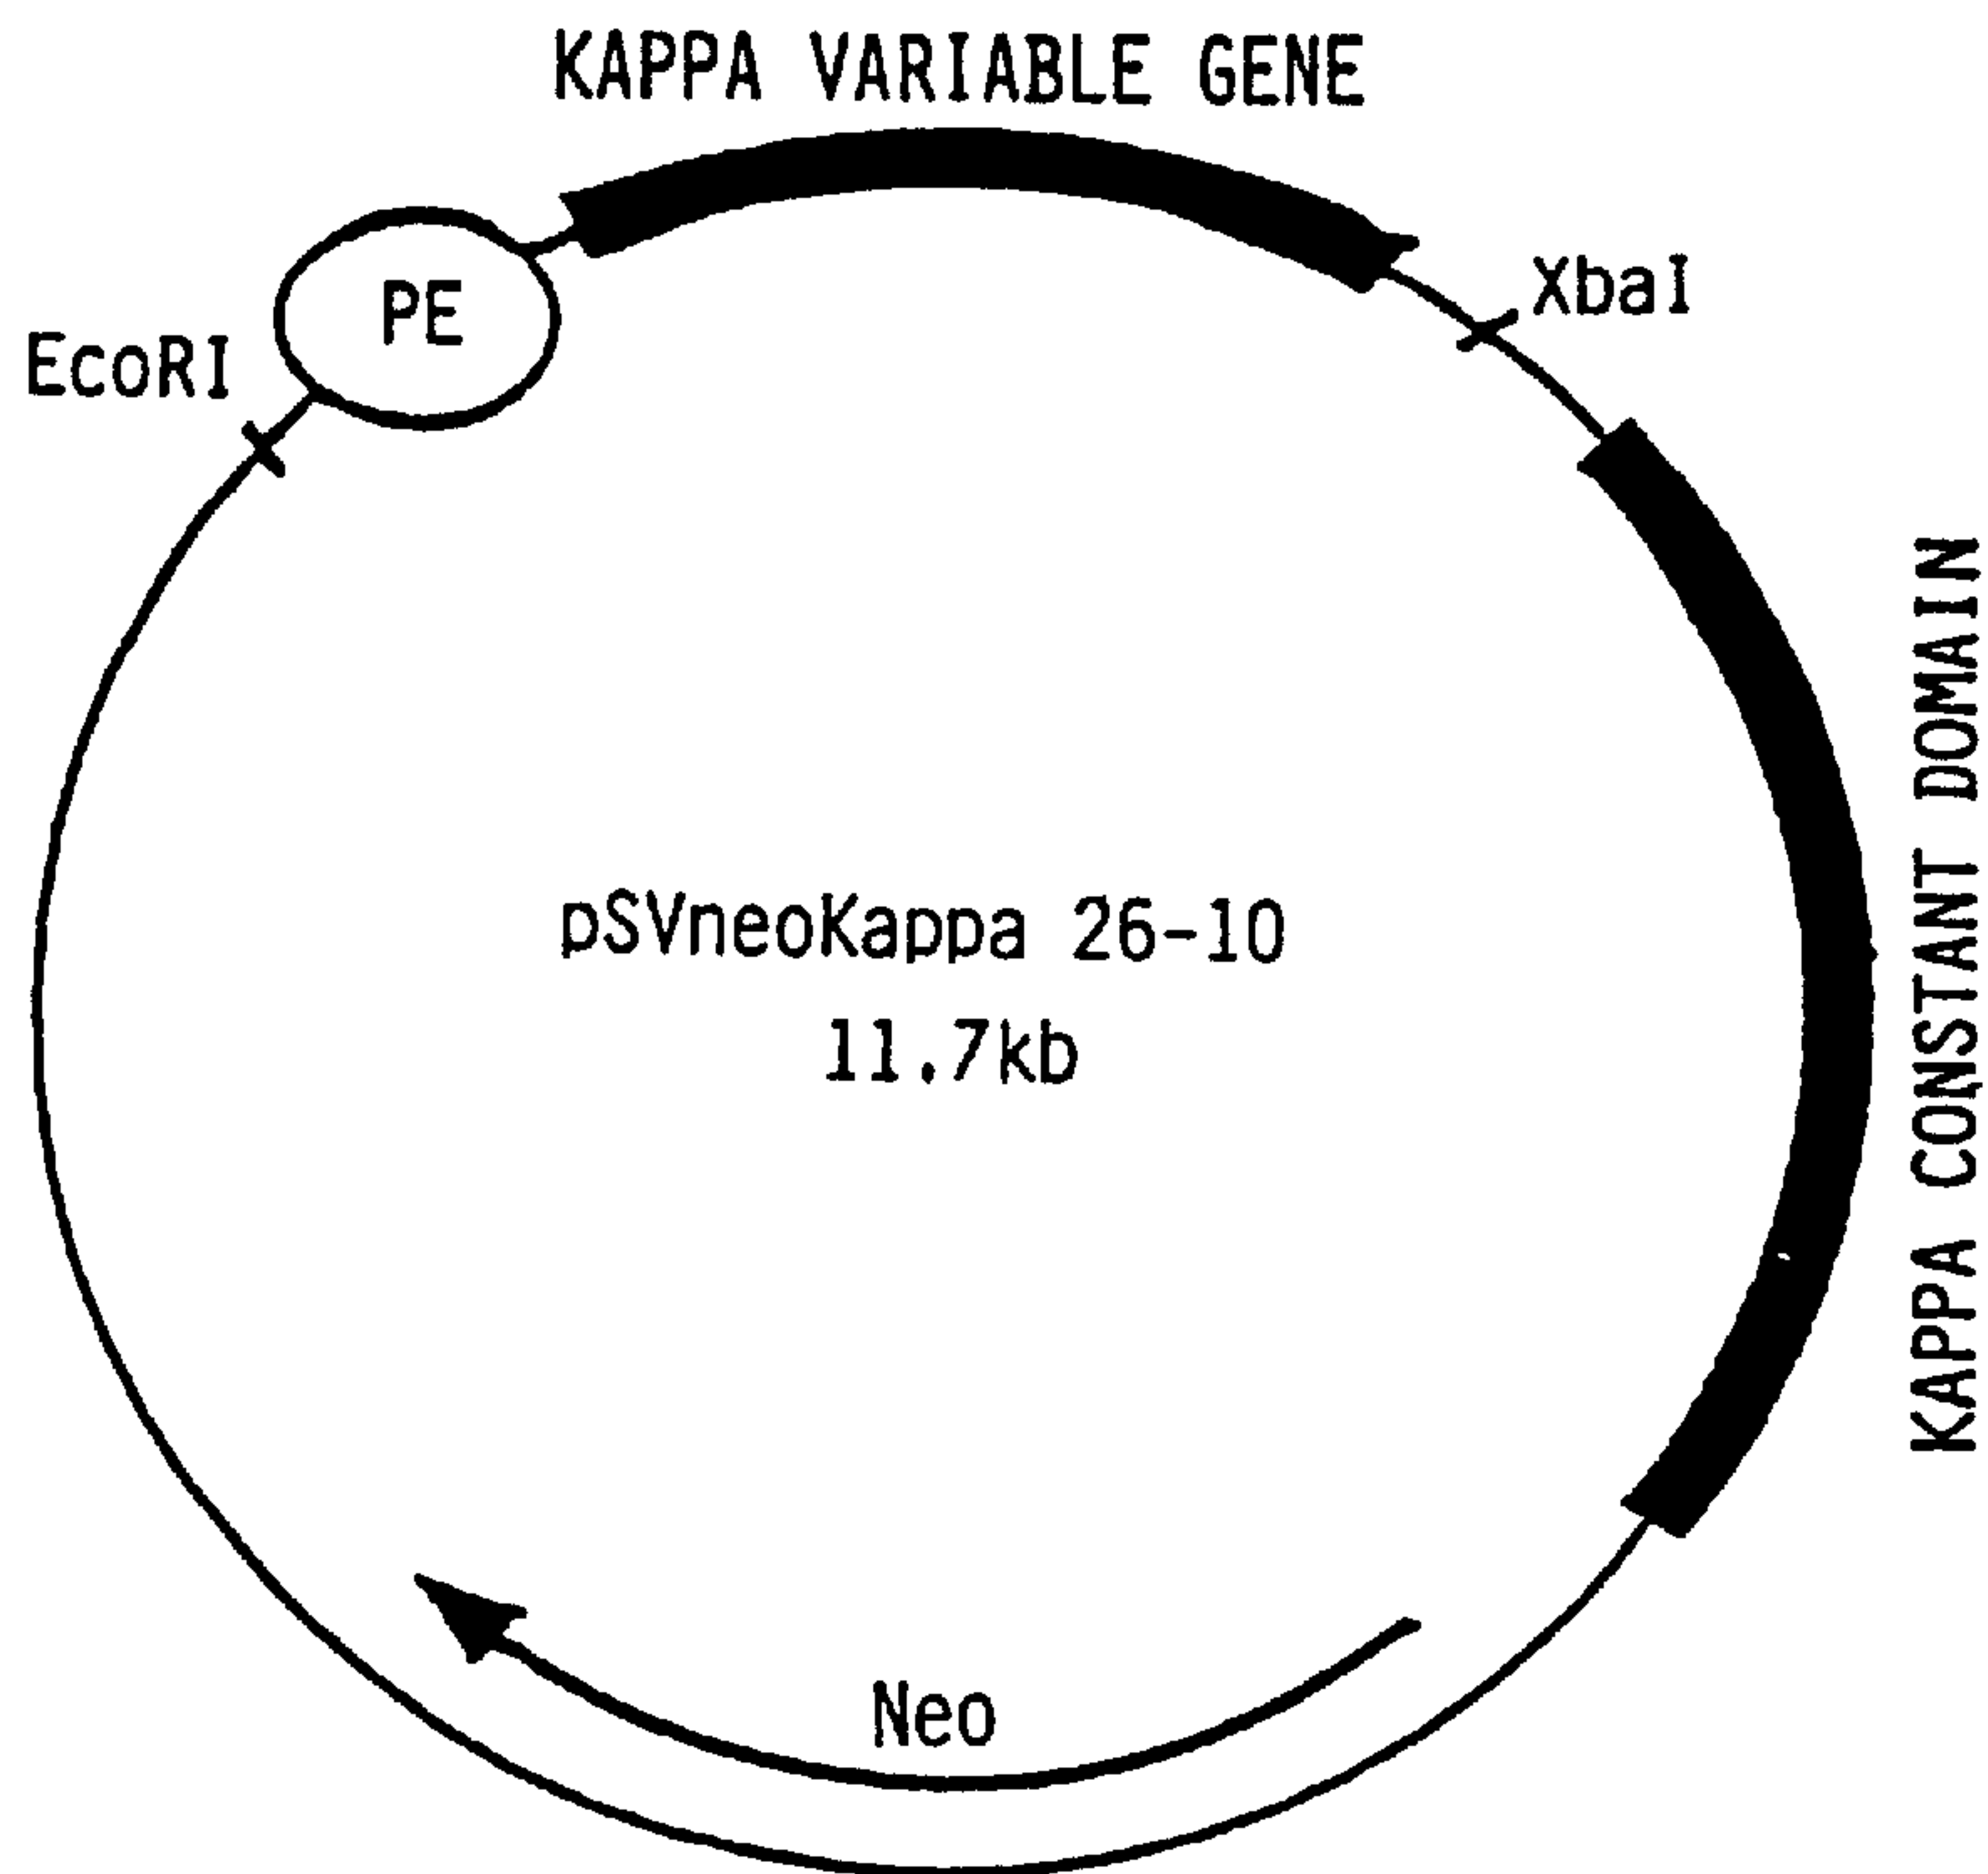 KAPPA VARIABLE GENE
XbaI
PE
EcoRI
KAPPA CONSTANT DOMAIN
pSVneoKappa 26-10
11.7kb
Neo